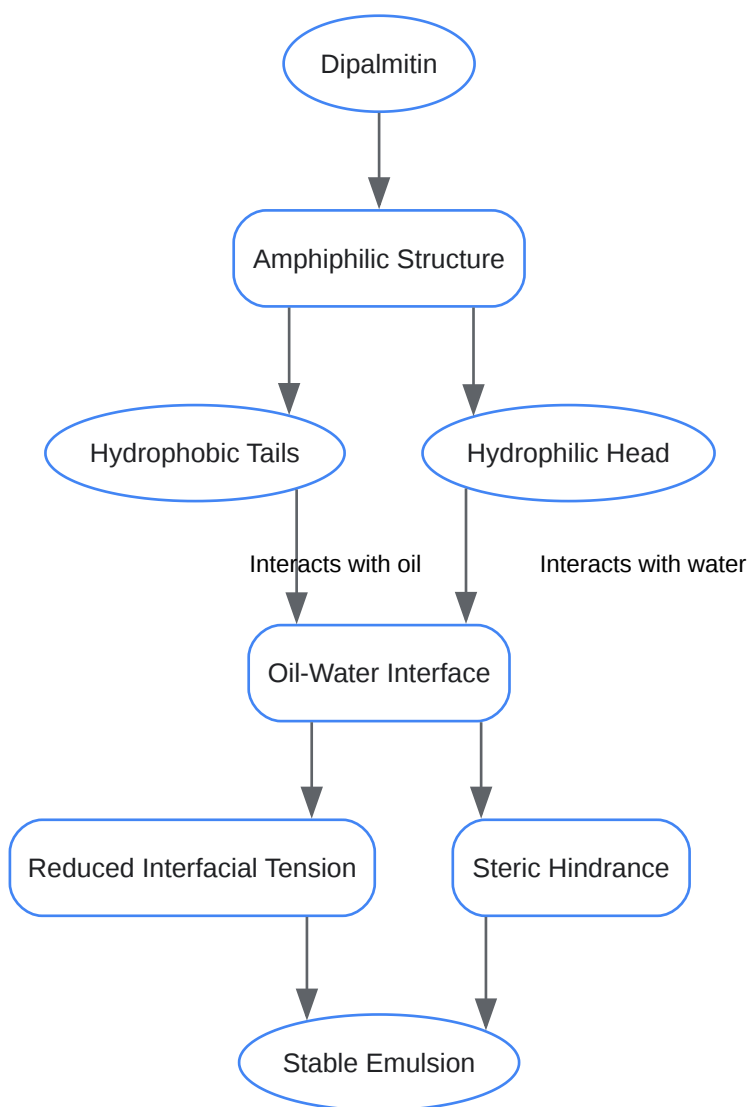 Dipalmitin
Amphiphilic Structure
Hydrophobic Tails
Hydrophilic Head
Interacts with oil
Interacts with water
Oil-Water Interface
Reduced Interfacial Tension
Steric Hindrance
Stable Emulsion